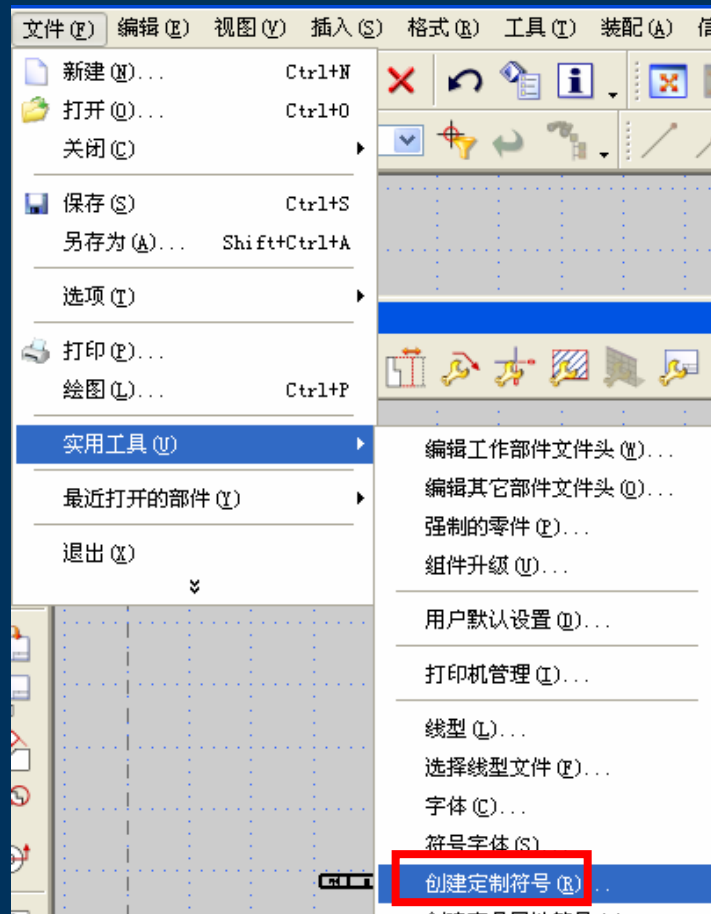 文件(F) 编辑(E) 视图(V) 插入(S) 格式(R) 工具(T) 装配(A) 信
新建(N)... Ctrl+N
打开(O)... Ctrl+O
关闭(C)
保存(S) Ctrl+S
另存为(A)... Shift+Ctrl+A
选项(T)
打印(P)...
绘图(L)... Ctrl+P
实用工具(U)
最近打开的部件(Y)
退出(X)
编辑工作部件文件头(W)...
编辑其它部件文件头(O)...
强制的零件(P)...
组件升级(U)...
用户默认设置(D)...
打印机管理(I)...
线型(L)...
选择线型文件(F)...
字体(C)...
符号字体(S)
创建定制符号(R)...